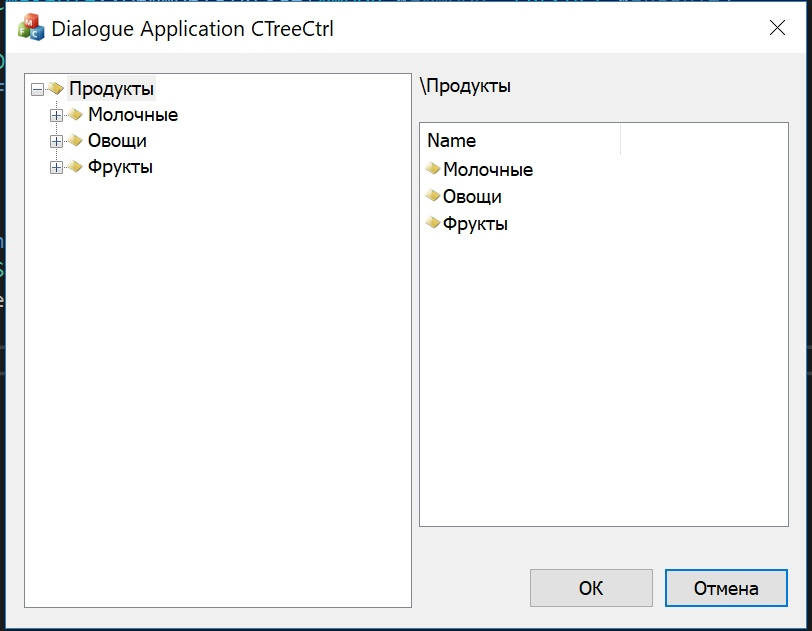 Dialogue Application CTreeCtrl
Продукты
Молочные
Овощи
Фрукты
\Продукты
Name
Молочные
Овощи
Фрукты
OK
Отмена